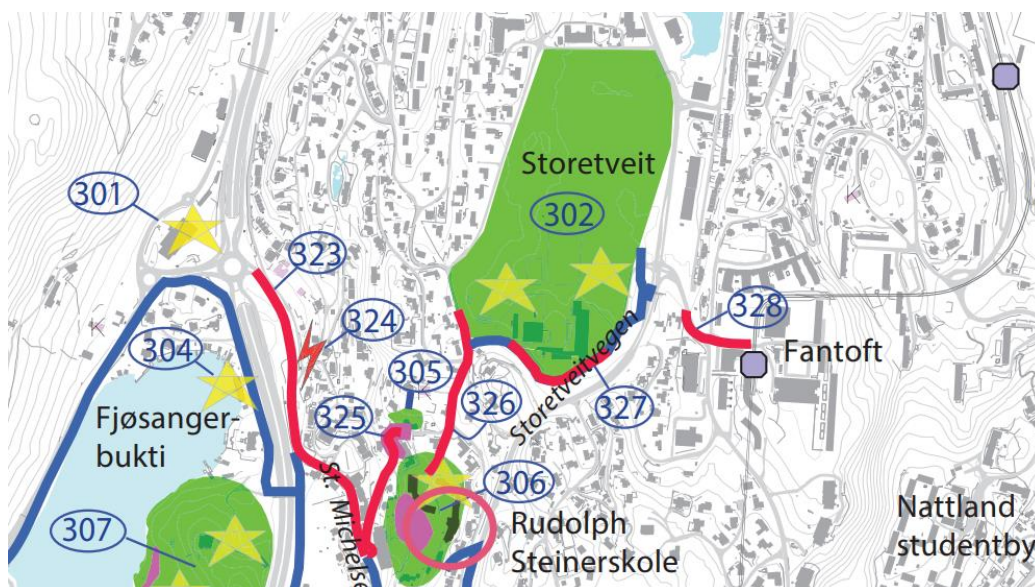 Storetveit
301
302
323
324
328
304
305
Fantoft
Fjøsanger-
bukti
325
326
Storetveitvegen
327
St. Michelse
306
307
Rudolph
Steinerskole
Nattland
studentby